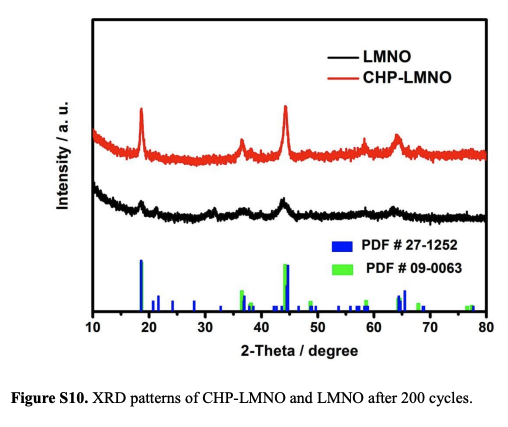 LMNO
CHP-LMNO
Intensity / a. u.
PDF # 27-1252
PDF # 09-0063
10 20 30 40 50 60 70 80
2-Theta / degree
Figure S10. XRD patterns of CHP-LMNO and LMNO after 200 cycles.